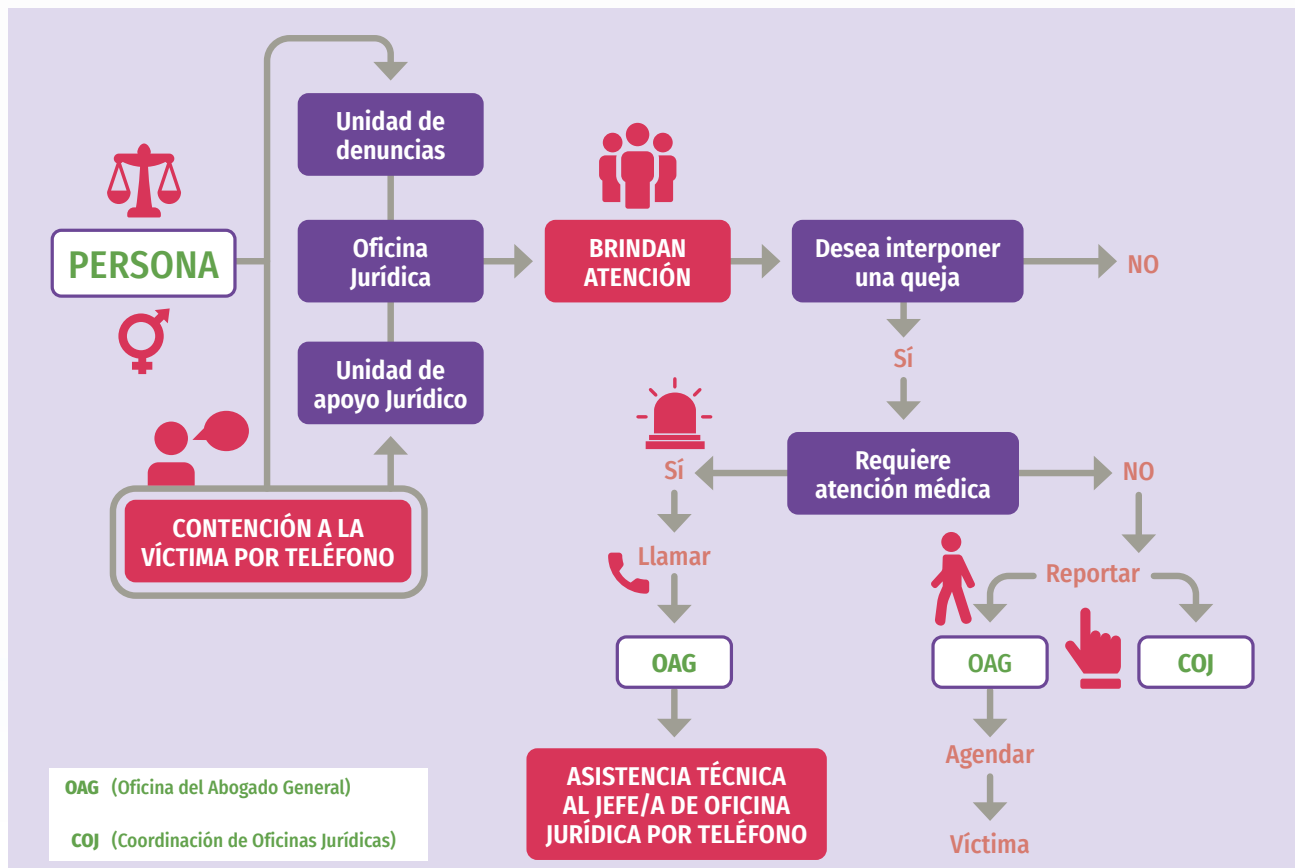 Unidad de
denuncias
PERSONA
Oficina
Jurídica
Unidad de
apoyo Jurídico
CONTENCIÓN A LA
VÍCTIMA POR TELÉFONO
BRINDAN
ATENCIÓN
Desea interponer
una queja
NO
Sí
Requiere
atención médica
Sí
NO
Llamar
Reportar
OAG
OAG
COJ
ASISTENCIA TÉCNICA
AL JEFE/A DE OFICINA
JURÍDICA POR TELÉFONO
Agendar
Víctima
OAG (Oficina del Abogado General)
COJ (Coordinación de Oficinas Jurídicas)